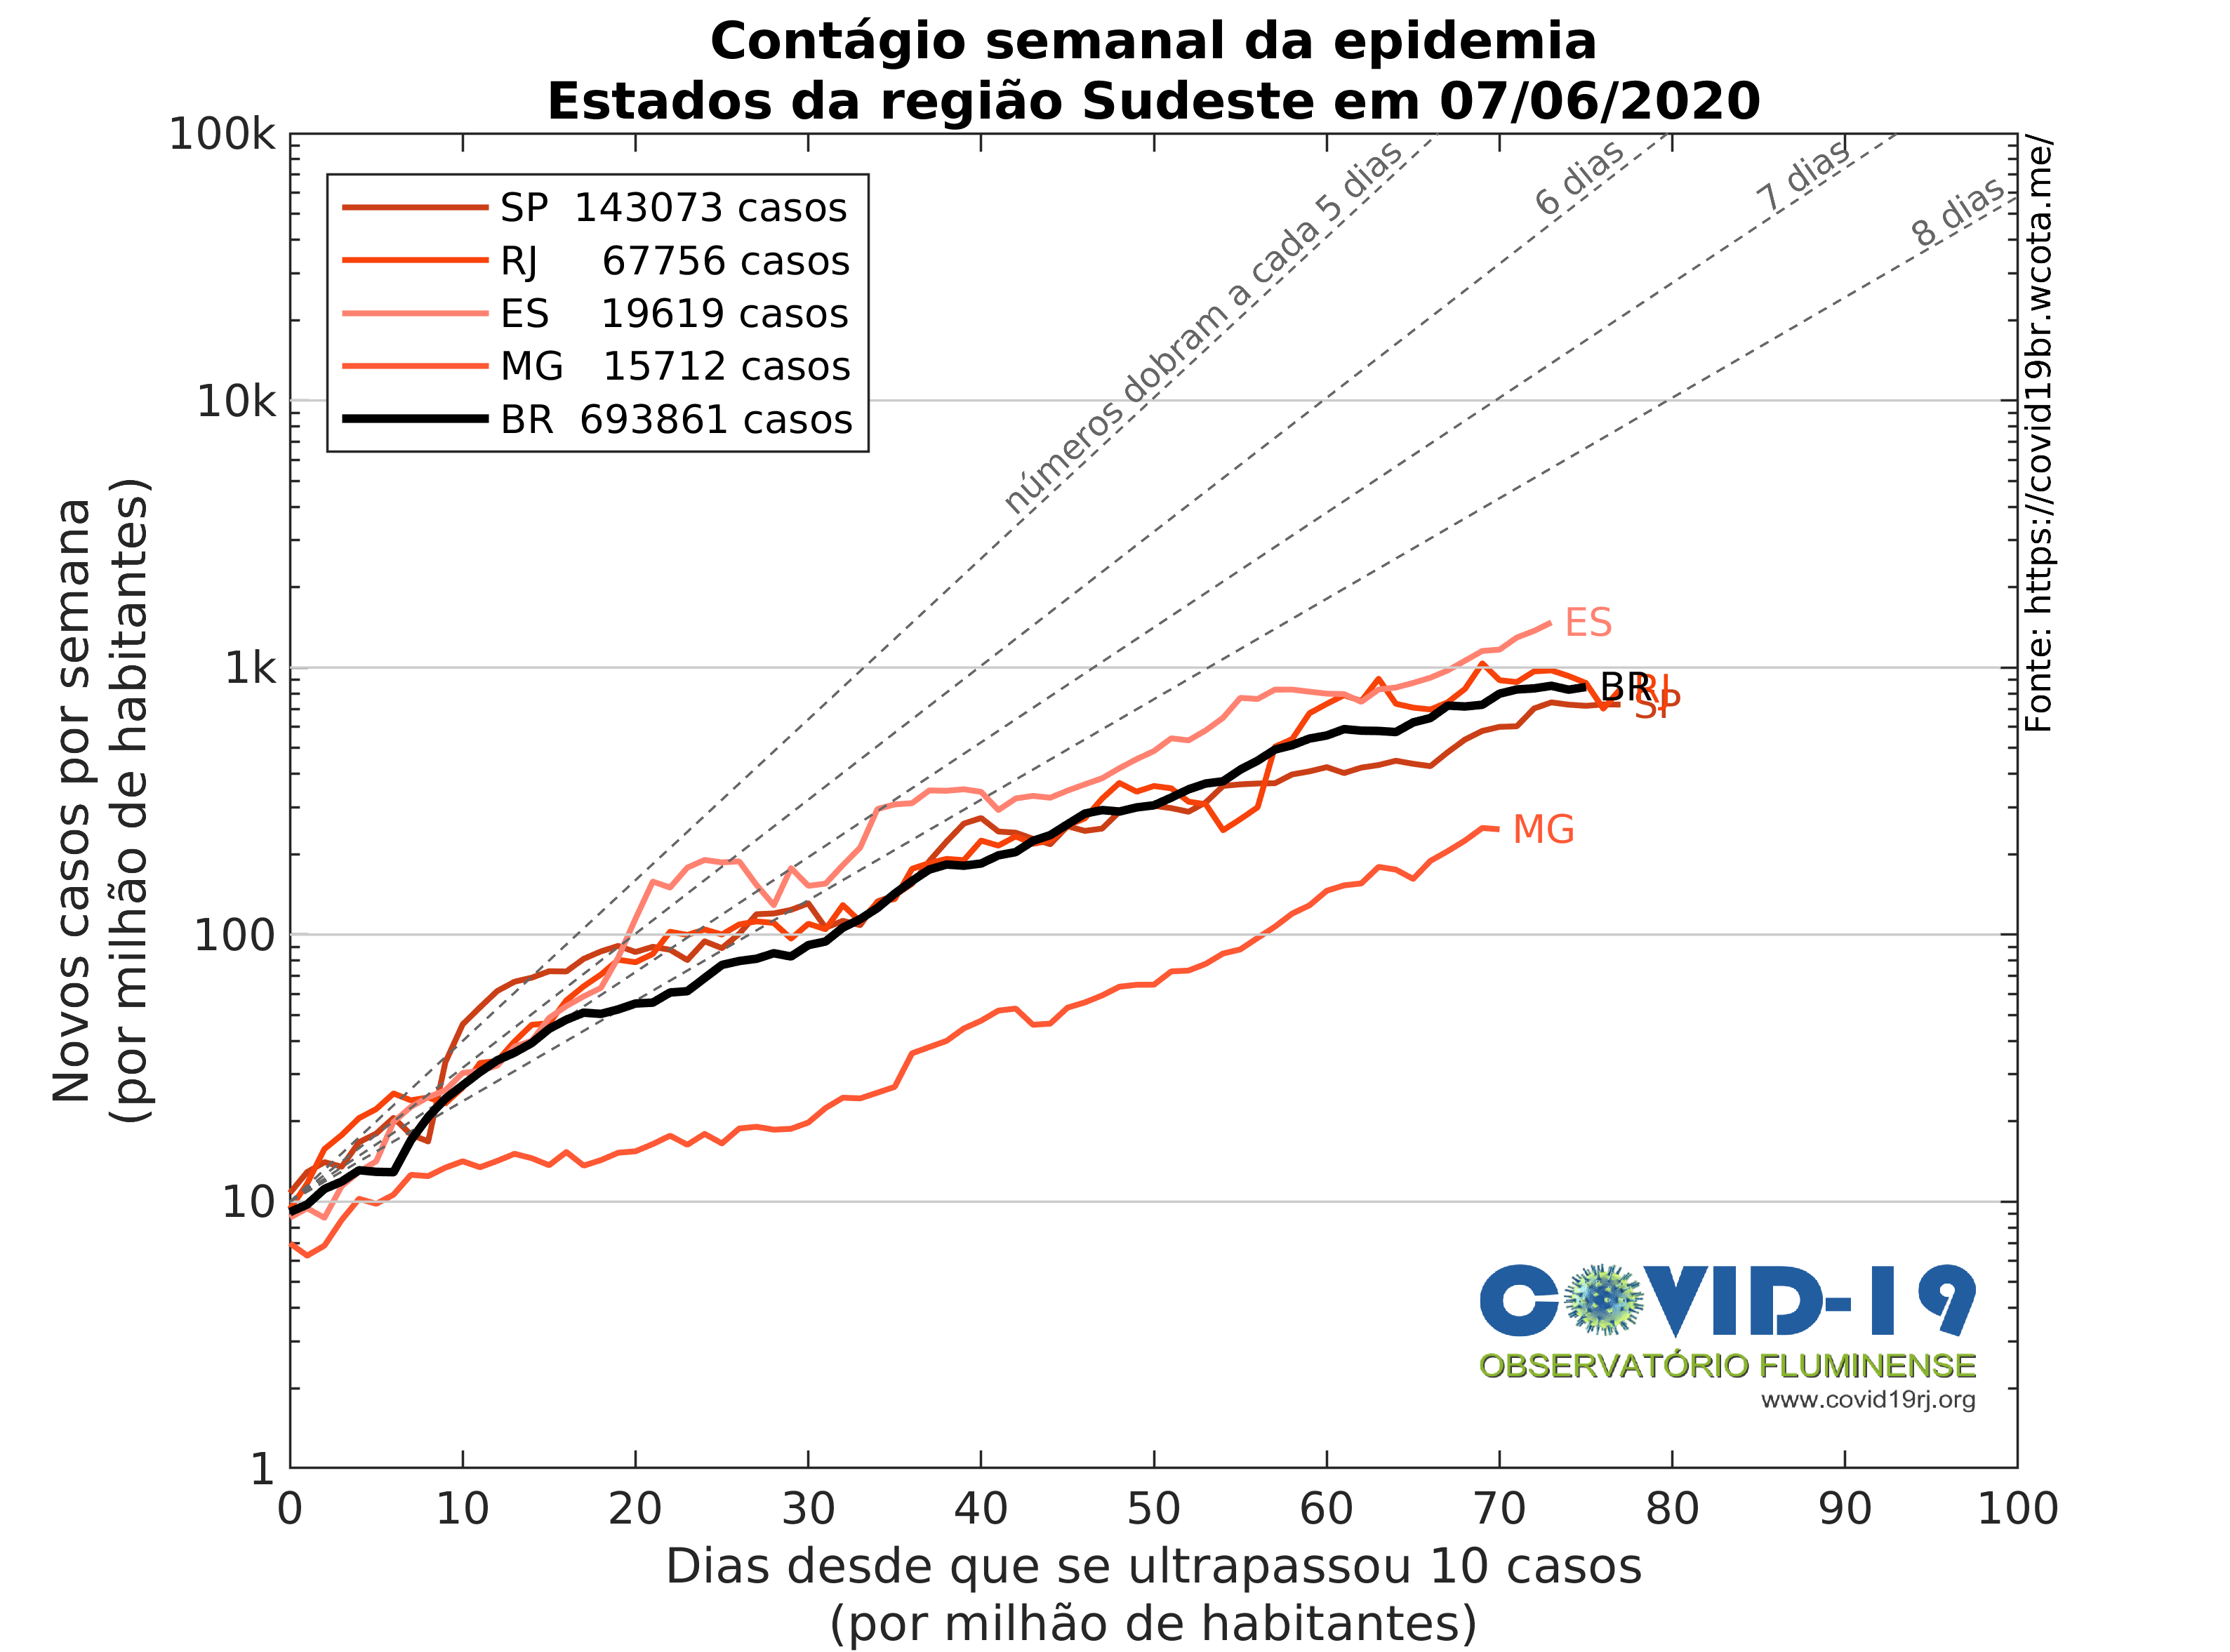 Contágio semanal da epidemia
Estados da região Sudeste em 07/06/2020
100k
10k
1k
100
10
1
Novos casos por semana
(por milhão de habitantes)
SP 143073 casos
RJ 67756 casos
ES 19619 casos
MG 15712 casos
BR 693861 casos
números dobram a cada 5 dias
6 dias
7 dias
8 dias
Fonte: https://covid19br.wcota.me/
ES
BR
RJ
SP
MG
COVID-19
OBSERVATÓRIO FLUMINENSE
www.covid19rj.org
0 10 20 30 40 50 60 70 80 90 100
Dias desde que se ultrapassou 10 casos
(por milhão de habitantes)